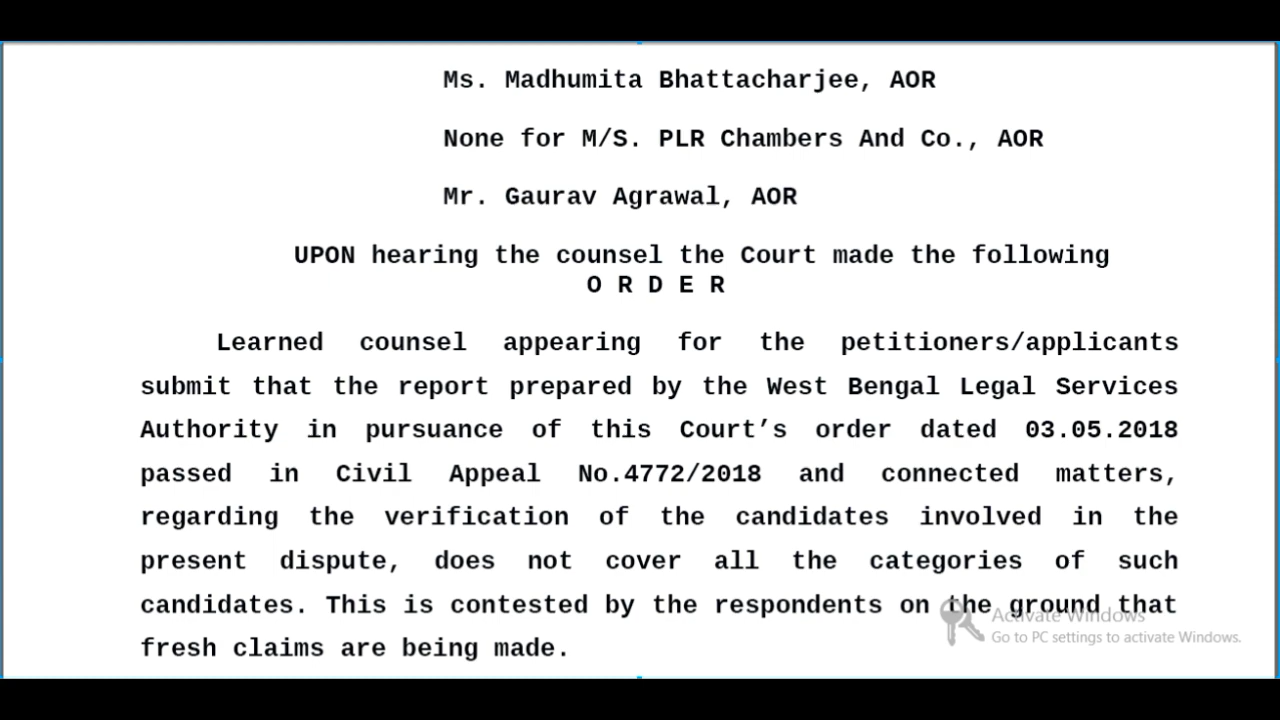 Ms. Madhumita Bhattacharjee, AOR
None for M/S. PLR Chambers And Co., AOR
Mr. Gaurav Agrawal, AOR
UPON hearing the counsel the Court made the following
O R D E R
Learned counsel appearing for the petitioners/applicants
submit that the report prepared by the West Bengal Legal Services
Authority in pursuance of this Court’s order dated 03.05.2018
passed in Civil Appeal No.4772/2018 and connected matters,
regarding the verification of the candidates involved in the
present dispute, does not cover all the categories of such
candidates. This is contested by the respondents on the ground that
fresh claims are being made.
Activate Windows
Go to PC settings to activate Windows.